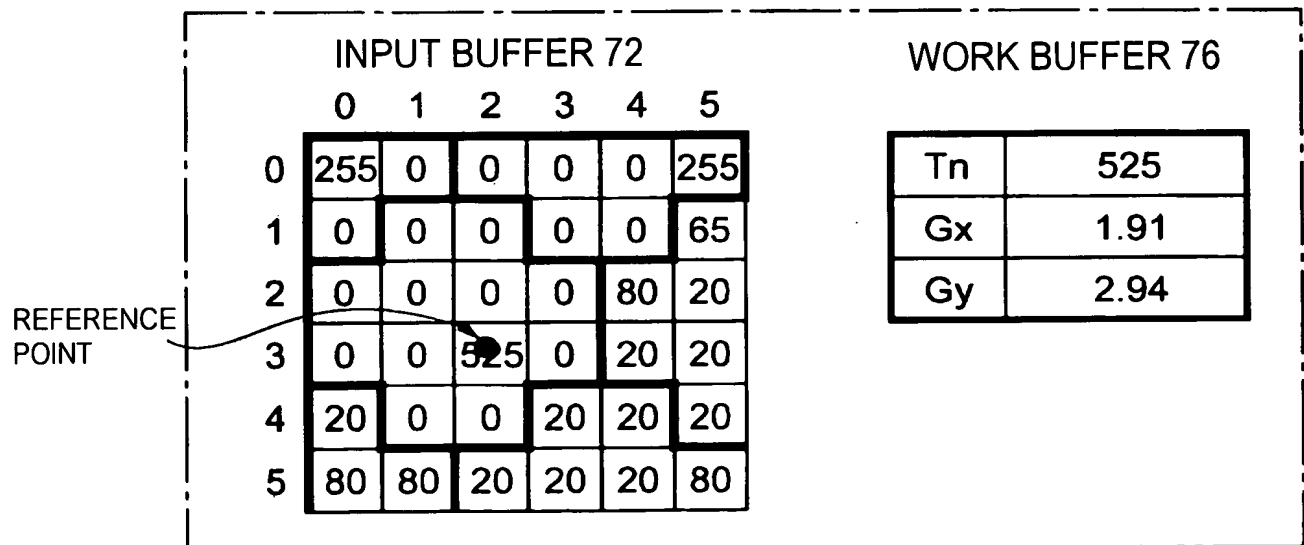 INPUT BUFFER 72
0 1 2 3 4 5
0 255 0 0 0 0 255
1 0 0 0 0 0 65
2 0 0 0 0 80 20
3 0 0 525 0 20 20
4 20 0 0 20 20 20
5 80 80 20 20 20 80
REFERENCE
POINT
WORK BUFFER 76
Tn 525
Gx 1.91
Gy 2.94